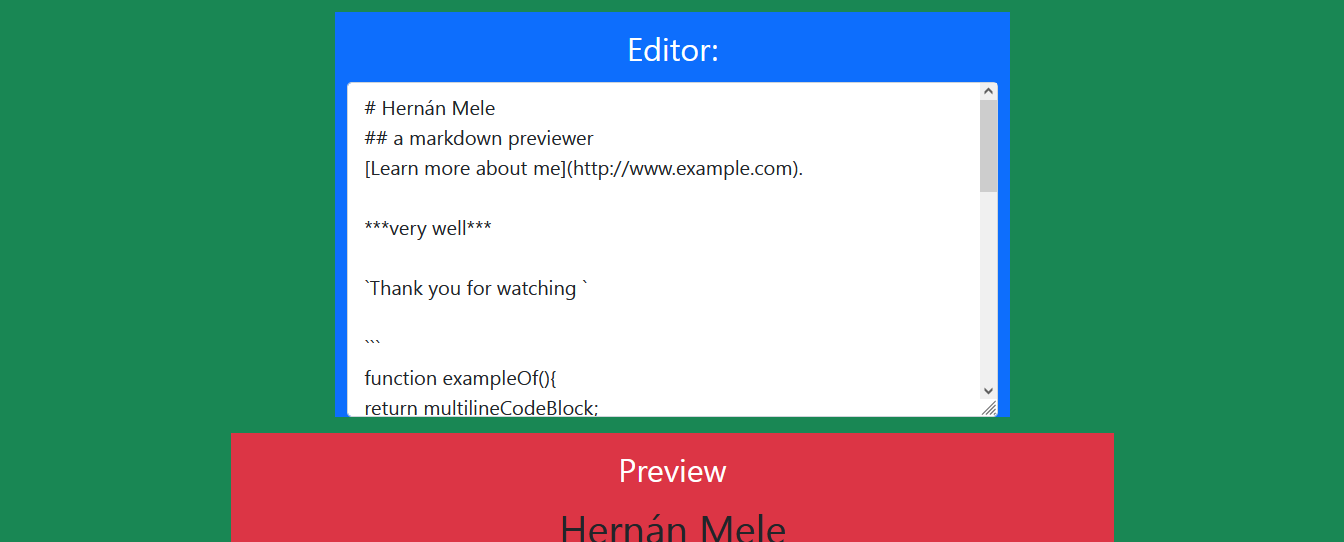 Editor:
# Hernán Mele
## a markdown previewer
[Learn more about me](http://www.example.com).
***very well***
`Thank you for watching `
```
function exampleOf(){
return multilineCodeBlock;
Preview
Hernán Mele